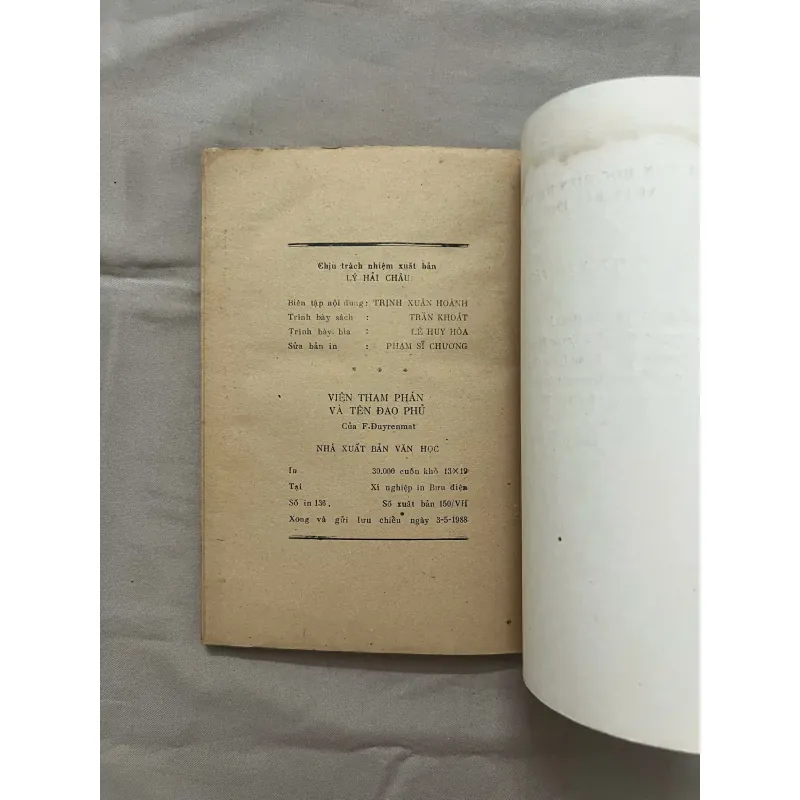 Chịu trách nhiệm xuất bản
LÝ HẢI CHÂU
Biên tập nội dung: TRỊNH XUÂN HOÀNH
Trình bày sách : TRẦN KHOÁT
Trình bày bìa : LÊ HUY HÒA
Sửa bản in : PHẠM SĨ CHƯƠNG
* * *
VIÊN THẨM PHÁN
VÀ TÊN ĐAO PHỦ
Của F-Đuyrenmat
NHÀ XUẤT BẢN VĂN HỌC
In 30.000 cuốn khổ 13×19
Tại Xí nghiệp in Bưu điện
Số in 136. Số xuất bản 150/VH
Xong và gửi lưu chiểu ngày 3-5-1988